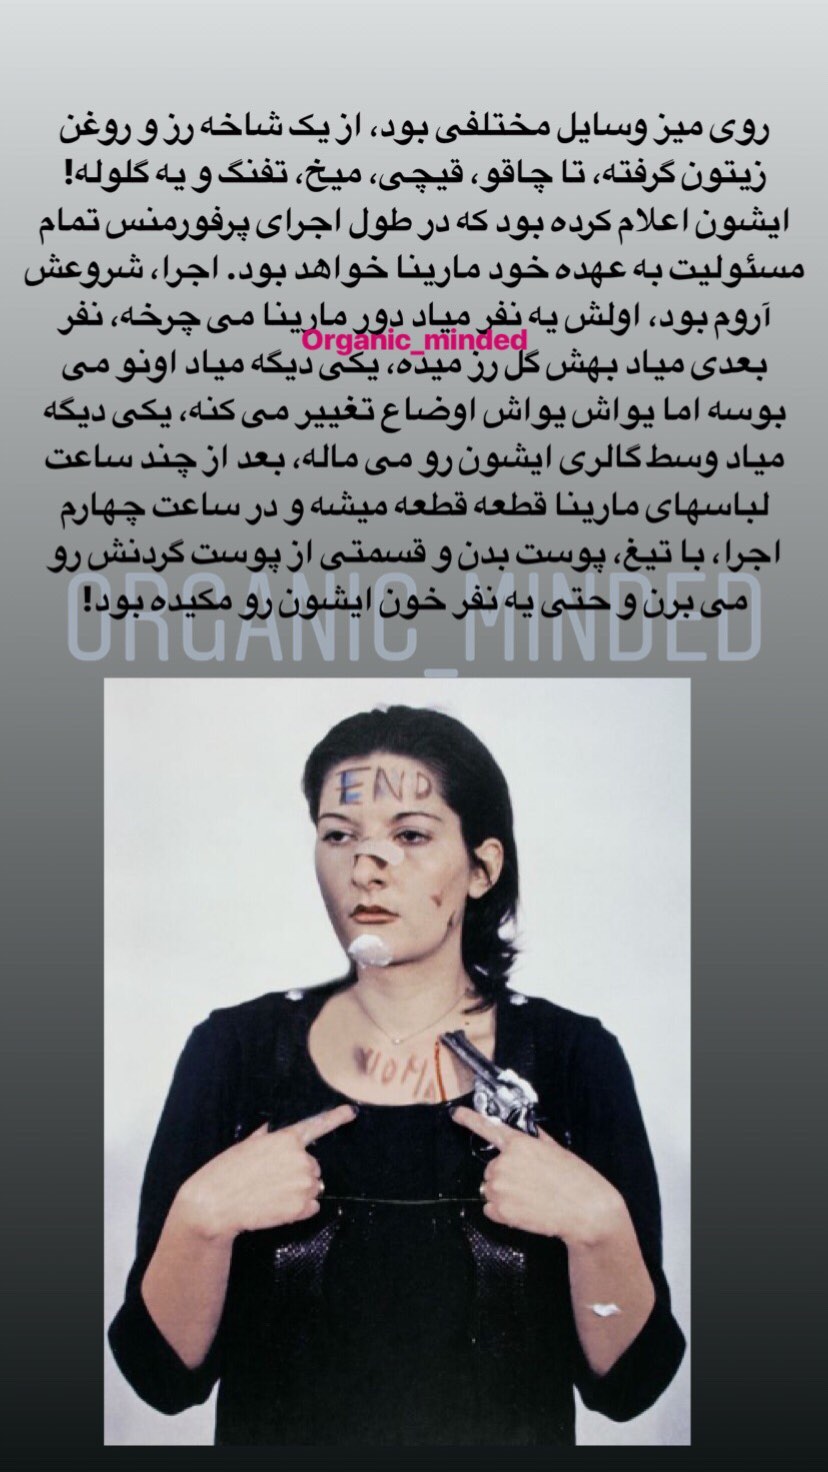 روی میز وسایل مختلفی بود، از یک شاخه رز و روغن
زیتون گرفته، تا چاقو، قیچی، میخ، تفنگ و یه گلوله!
ایشون اعلام کرده بود که در طول اجرای پرفورمنس تمام
مسئولیت به عهده خود مارینا خواهد بود. اجرا، شروعش
آروم بود، اولش یه نفر میاد دور مارینا می چرخه، نفر
Organic_minded
بعدی میاد بهش گل رز میده، یکی دیگه میاد اونو می
بوسه اما یواش یواش اوضاع تغییر می کنه، یکی دیگه
میاد وسط گالری ایشون رو می ماله، بعد از چند ساعت
لباسهای مارینا قطعه قطعه میشه و در ساعت چهارم
اجرا، با تیغ، پوست بدن و قسمتی از پوست گردنش رو
می برن و حتی یه نفر خون ایشون رو مکیده بود!
ORGANIC_MINDED
END